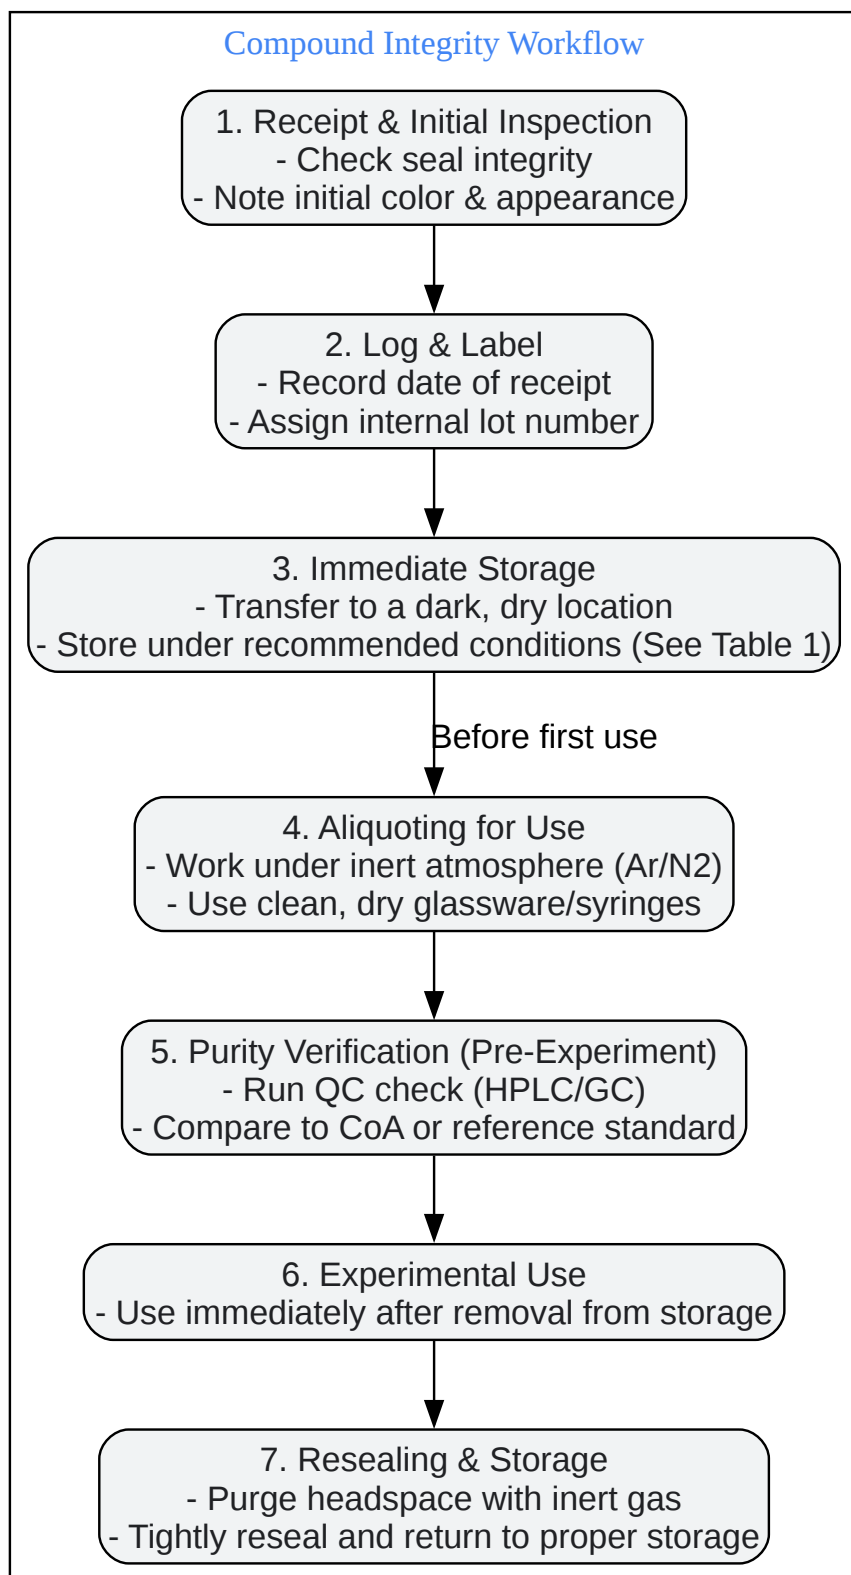 Compound Integrity Workflow
1. Receipt & Initial Inspection
- Check seal integrity
- Note initial color & appearance
2. Log & Label
- Record date of receipt
- Assign internal lot number
3. Immediate Storage
- Transfer to a dark, dry location
- Store under recommended conditions (See Table 1)
Before first use
4. Aliquoting for Use
- Work under inert atmosphere (Ar/N2)
- Use clean, dry glassware/syringes
5. Purity Verification (Pre-Experiment)
- Run QC check (HPLC/GC)
- Compare to CoA or reference standard
6. Experimental Use
- Use immediately after removal from storage
7. Resealing & Storage
- Purge headspace with inert gas
- Tightly reseal and return to proper storage